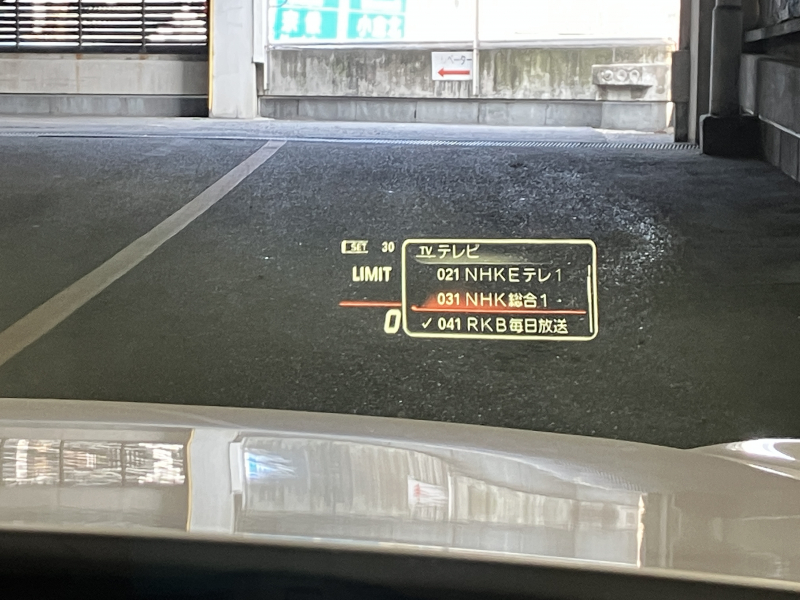 ベーター
SET 30
LIMIT
0
TV テレビ
021 NHKEテレ1
031 NHK総合1
✓ 041 RKB毎日放送